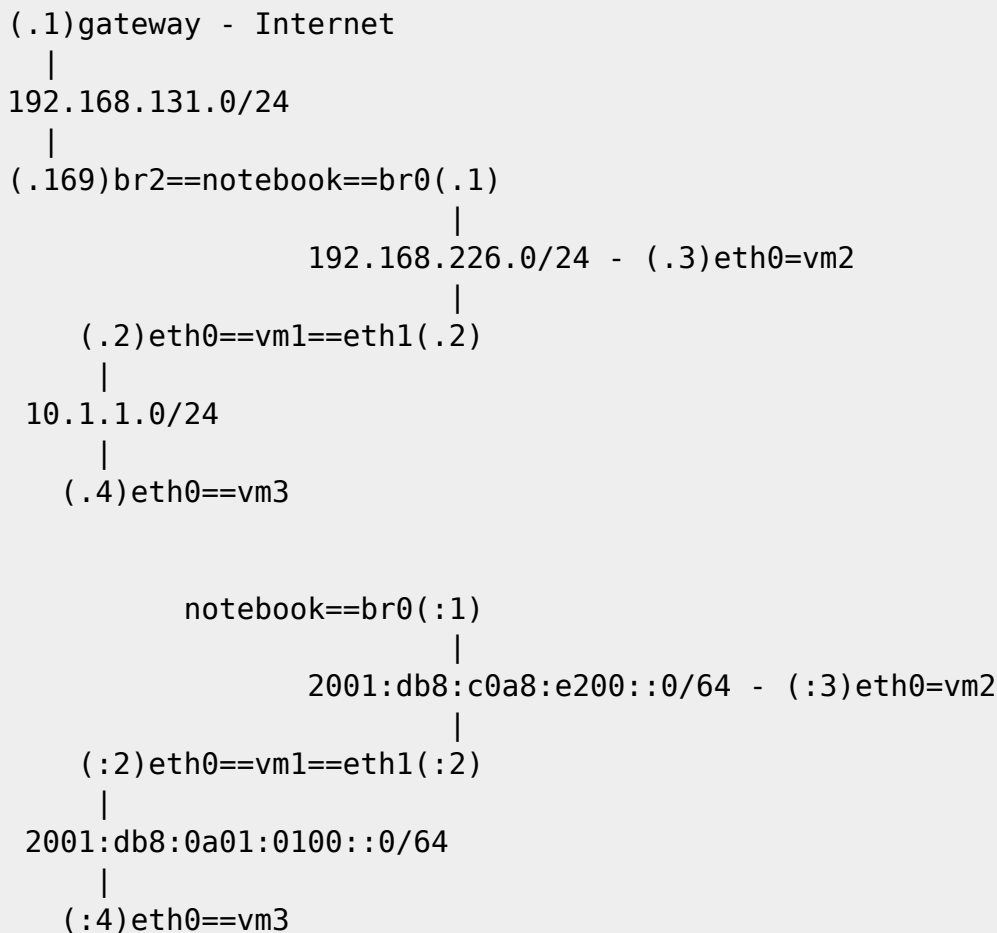 (.1)gateway - Internet
|
192.168.131.0/24
|
(.169)br2==notebook==br0(.1)
|
192.168.226.0/24 - (.3)eth0=vm2
|
(.2)eth0==vm1==eth1(.2)
|
10.1.1.0/24
|
(.4)eth0==vm3
notebook==br0(:1)
|
2001:db8:c0a8:e200::0/64 - (:3)eth0=vm2
|
(:2)eth0==vm1==eth1(:2)
|
2001:db8:0a01:0100::0/64
|
(:4)eth0==vm3